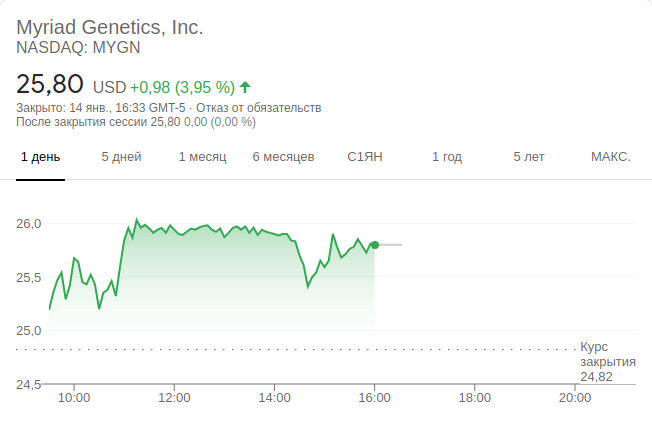 Myriad Genetics, Inc.
NASDAQ: MYGN
25,80 USD +0,98 (3,95 %)
Закрыто: 14 янв., 16:33 GMT-5 · Отказ от обязательств
После закрытия сессии 25,80 0,00 (0,00 %)
1 день 5 дней 1 месяц 6 месяцев С1ЯН 1 год 5 лет МАКС.
26,0
25,5
25,0
Курс
закрытия
24,82
24,5
10:00 12:00 14:00 16:00 18:00 20:00